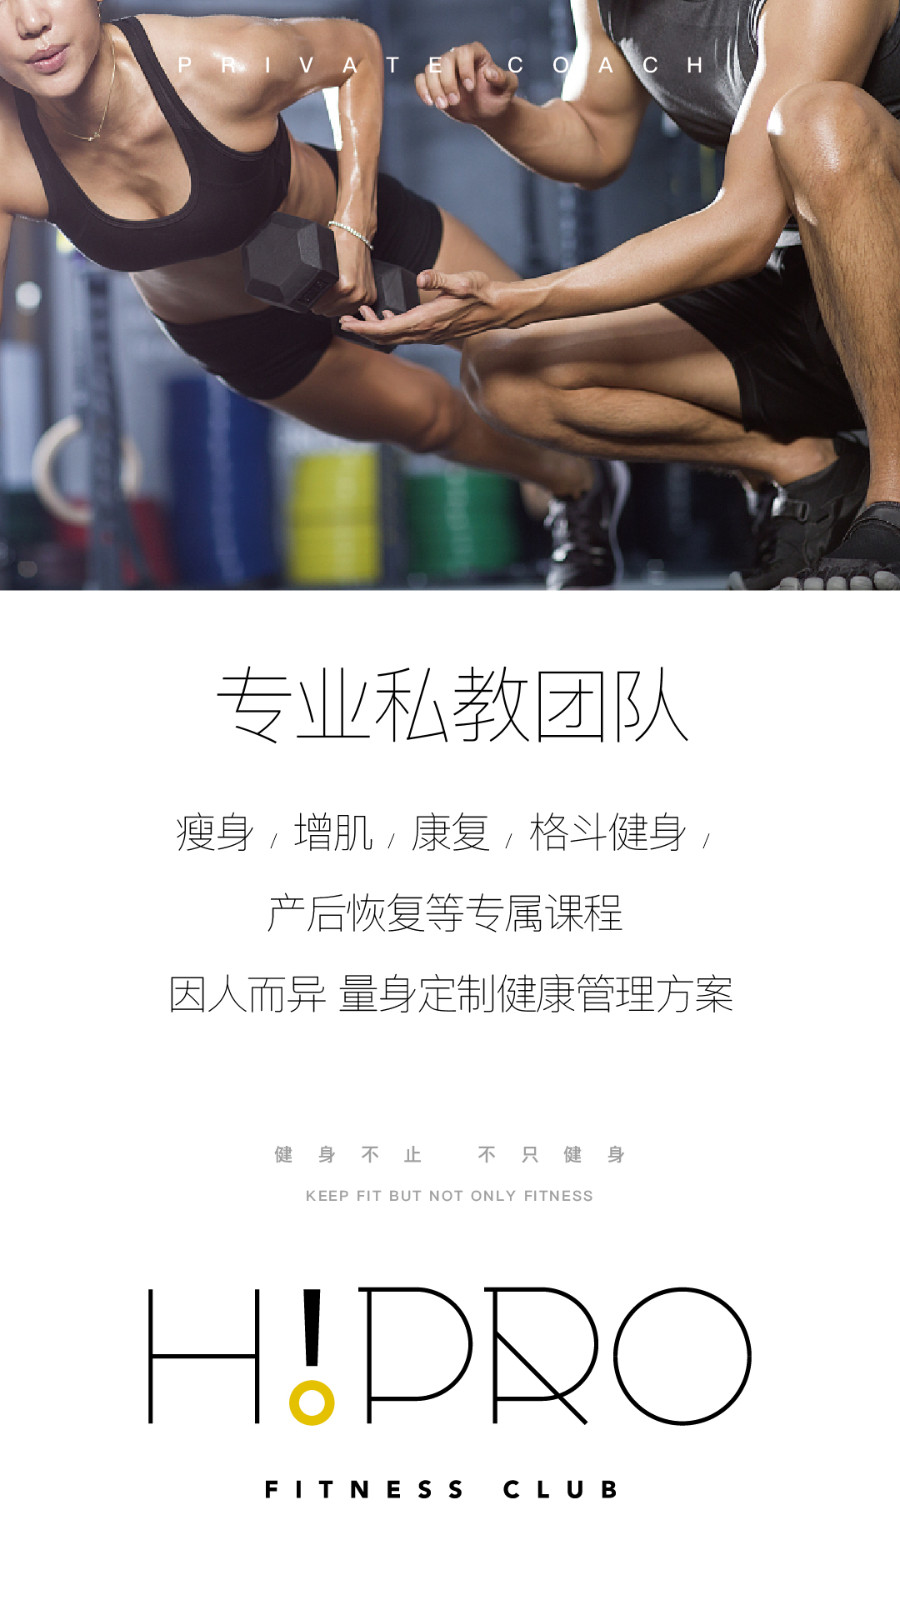 PRIVATE COACH
专业私教团队
瘦身 / 增肌 / 康复 / 格斗健身 /
产后恢复等专属课程
因人而异 量身定制健康管理方案
健身不止 不只健身
KEEP FIT BUT NOT ONLY FITNESS
H!PRO
FITNESS CLUB